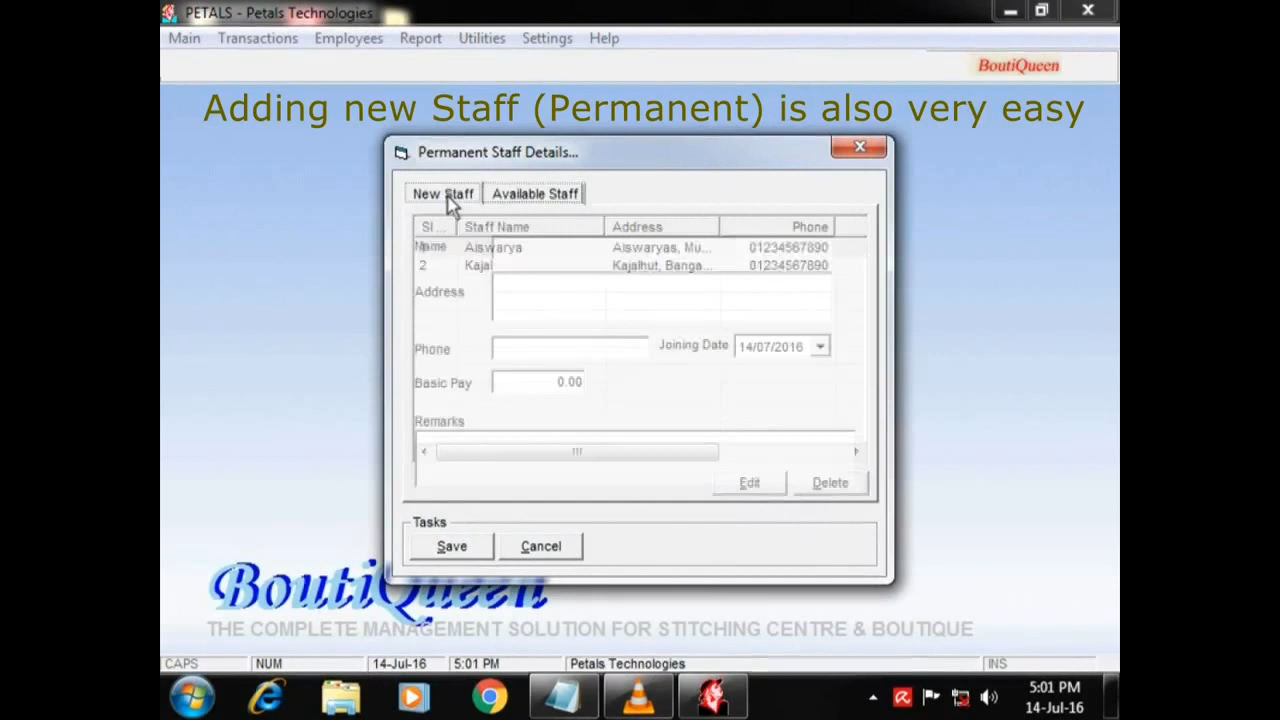 PETALS - Petals Technologies
Main Transactions Employees Report Utilities Settings Help
BoutiQueen
Adding new Staff (Permanent) is also very easy
Permanent Staff Details...
New Staff Available Staff
Sl ... Staff Name Address Phone
Name Aiswarya Aiswaryas, Mu... 01234567890
2 Kajal Kajalhut, Banga... 01234567890
Address
Phone Joining Date 14/07/2016
Basic Pay 0.00
Remarks
Edit Delete
Tasks
Save Cancel
BoutiQueen
THE COMPLETE MANAGEMENT SOLUTION FOR STITCHING CENTRE & BOUTIQUE
CAPS NUM 14-Jul-16 5:01 PM Petals Technologies INS
5:01 PM
14-Jul-16